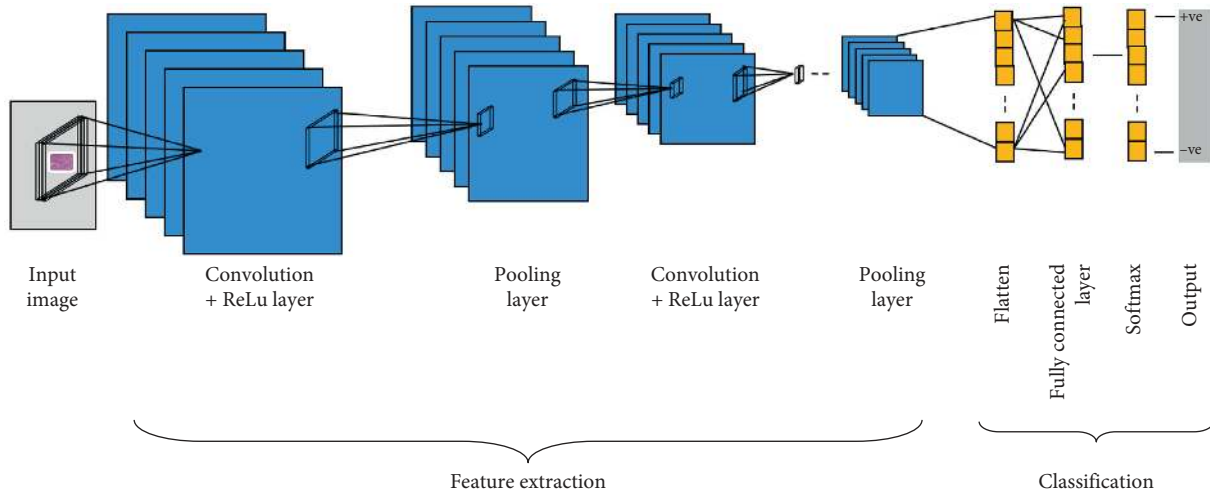 +ve
–ve
Input
image
Convolution
+ ReLu layer
Pooling
layer
Convolution
+ ReLu layer
Pooling
layer
Flatten
Fully connected
layer
Softmax
Output
Feature extraction
Classification